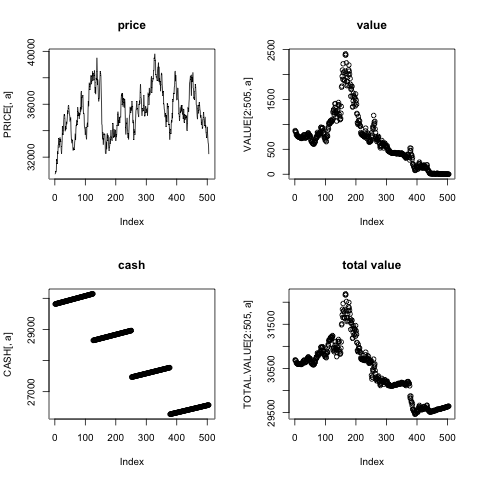 price
PRICE[, a]
32000 34000 36000 38000 40000
0 100 200 300 400 500
Index
value
VALUE[2:505, a]
0 500 1500 2500
0 100 200 300 400 500
Index
cash
CASH[, a]
27000 29000
0 100 200 300 400 500
Index
total value
TOTAL.VALUE[2:505, a]
29500 30500 31500
0 100 200 300 400 500
Index